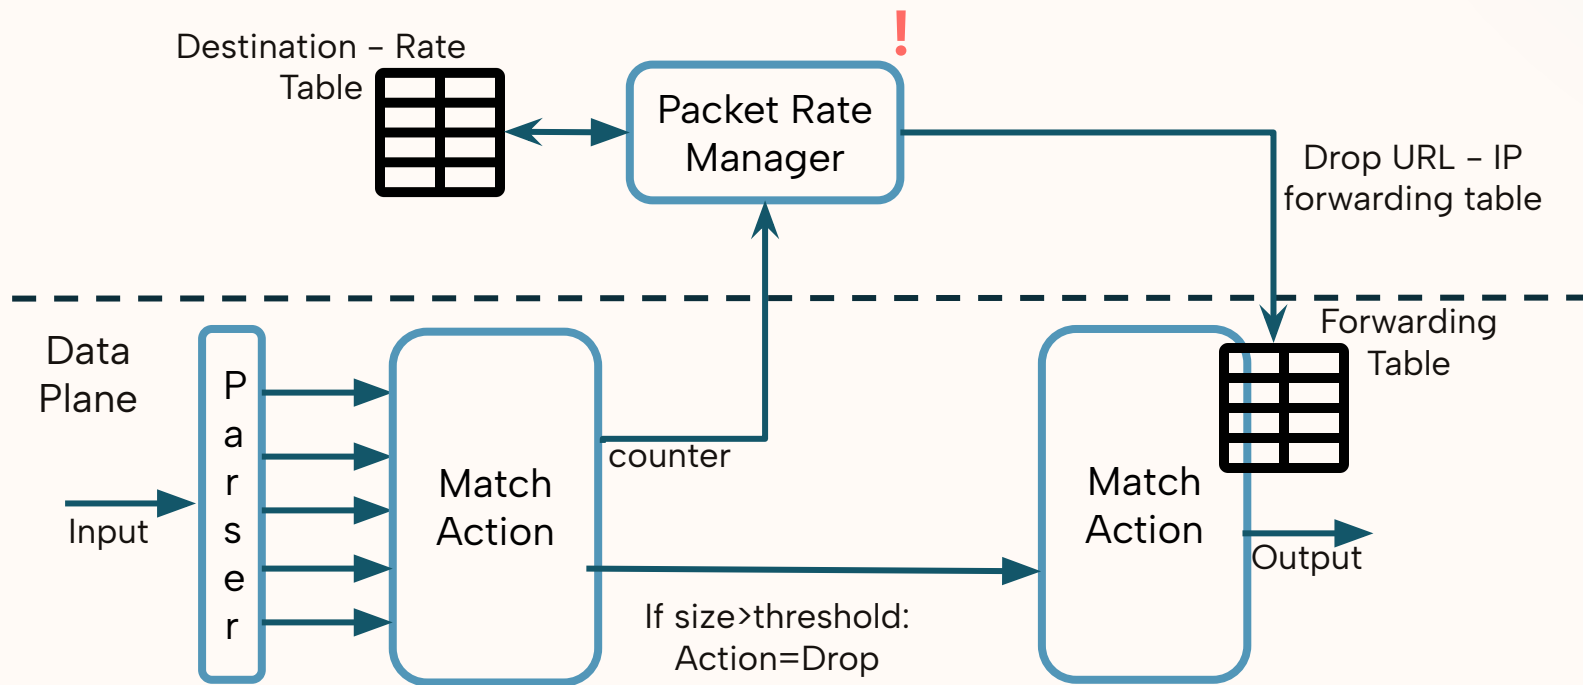 Destination – Rate
Table
!
Packet Rate
Manager
Drop URL – IP
forwarding table
Data
Plane
Input
P
a
r
s
e
r
Match
Action
counter
If size>threshold:
Action=Drop
Match
Action
Forwarding
Table
Output